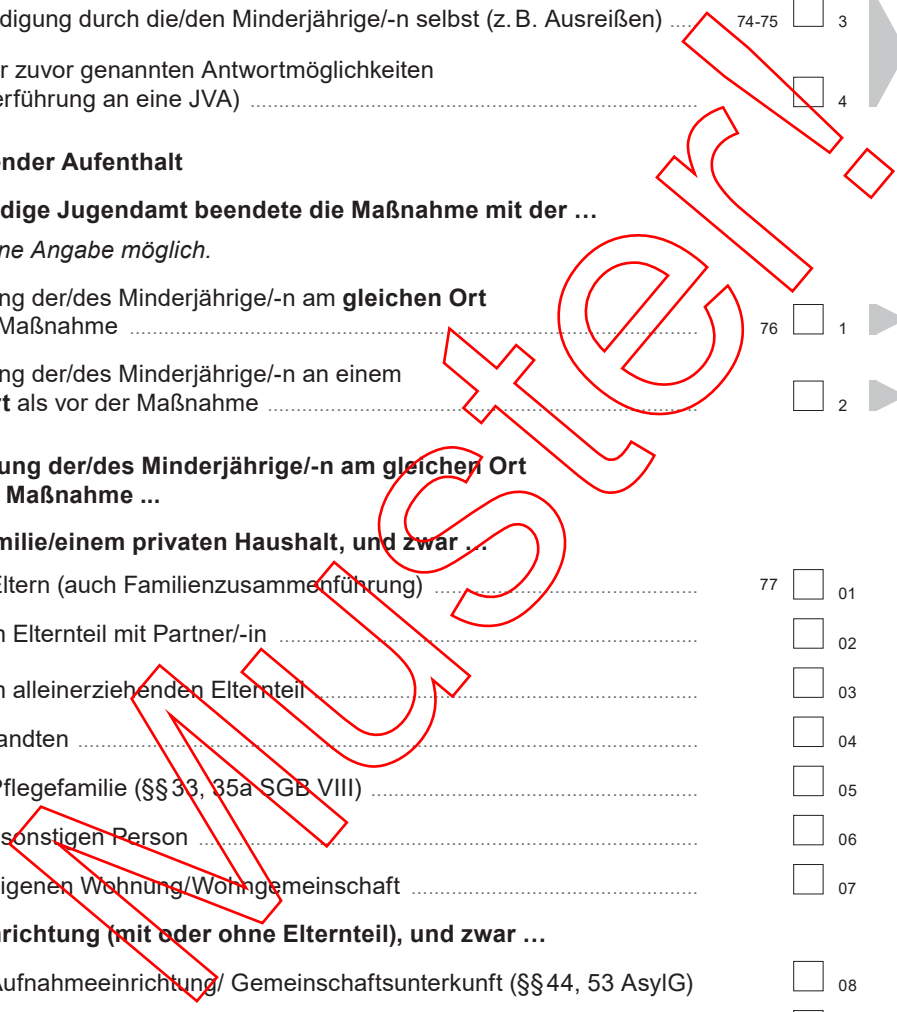 digung durch die/den Minderjährige/-n selbst (z. B. Ausreißen) ..... 74-75 3
r zuvor genannten Antwortmöglichkeiten
erführung an eine JVA) ..... 4
ender Aufenthalt
dige Jugendamt beendete die Maßnahme mit der …
ne Angabe möglich.
ng der/des Minderjährige/-n am gleichen Ort
Maßnahme ..... 76 1
ng der/des Minderjährige/-n an einem
rt als vor der Maßnahme ..... 2
ung der/des Minderjährige/-n am gleichen Ort
Maßnahme ...
milie/einem privaten Haushalt, und zwar …
Eltern (auch Familienzusammenführung) ..... 77 01
n Elternteil mit Partner/-in ..... 02
n alleinerziehenden Elternteil ..... 03
andten ..... 04
Pflegefamilie (§§ 33, 35a SGB VIII) ..... 05
sonstigen Person ..... 06
eigenen Wohnung/Wohngemeinschaft ..... 07
nrichtung (mit oder ohne Elternteil), und zwar …
Aufnahmeeinrichtung/ Gemeinschaftsunterkunft (§§ 44, 53 AsylG) 08
Muster!